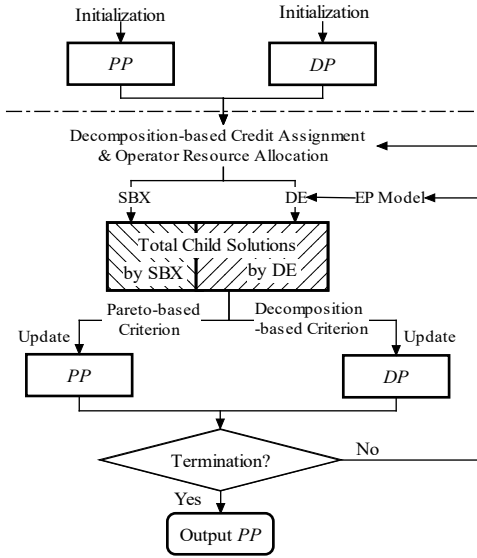 Initialization
Initialization
PP
DP
Decomposition-based Credit Assignment
& Operator Resource Allocation
SBX
DE
EP Model
Total Child Solutions
by SBX
by DE
Pareto-based
Criterion
Decomposition
-based Criterion
Update
Update
PP
DP
Termination?
No
Yes
Output PP